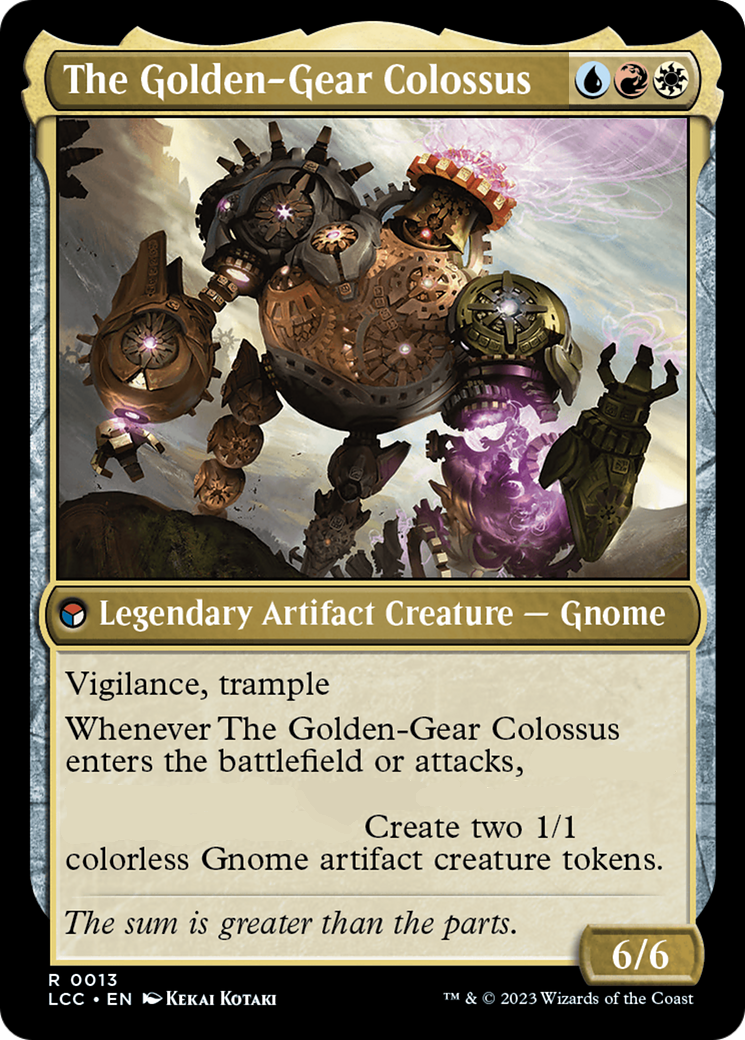 The Golden-Gear Colossus
Legendary Artifact Creature — Gnome
Vigilance, trample
Whenever The Golden-Gear Colossus
enters the battlefield or attacks,
Create two 1/1
colorless Gnome artifact creature tokens.
The sum is greater than the parts.
6/6
R 0013
LCC • EN Kekai Kotaki
™ & © 2023 Wizards of the Coast